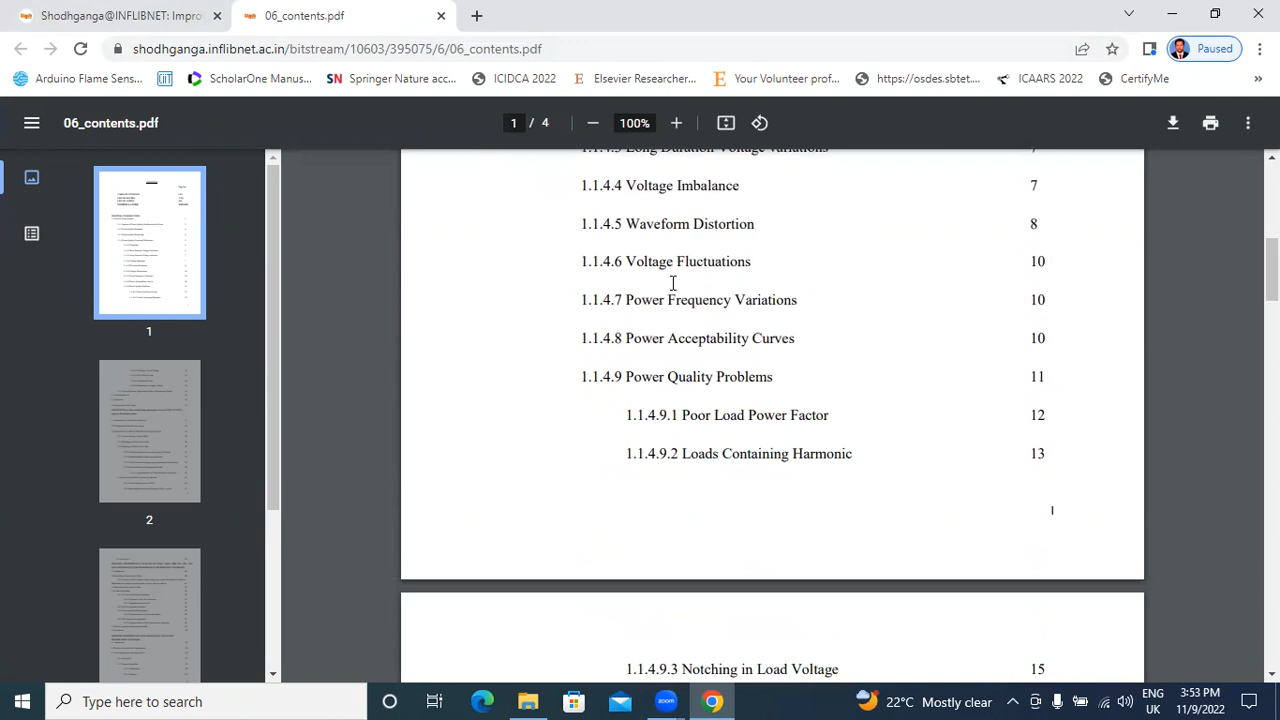 Shodhganga@INFLIBNET: Impro
06_contents.pdf
shodhganga.inflibnet.ac.in/bitstream/10603/395075/6/06_contents.pdf
Paused
Arduino Flame Sens...
ScholarOne Manus...
SN Springer Nature acc...
ICIDCA 2022
E Elsevier Researcher...
Your Volunteer prof...
https://osdes.sbtet....
ICAARS 2022
CertifyMe
»
06_contents.pdf
1 / 4
100%
1.1.4.3 Long Duration Voltage Variations 7
1.1.4.4 Voltage Imbalance 7
1.1.4.5 Waveform Distortion 8
1.1.4.6 Voltage Fluctuations 10
1.1.4.7 Power Frequency Variations 10
1.1.4.8 Power Acceptability Curves 10
1.1.4.9 Power Quality Problems 11
1.1.4.9.1 Poor Load Power Factor 12
1.1.4.9.2 Loads Containing Harmonic 13
I
1.1.4.9.3 Notching in Load Voltage 15
1
2
Type here to search
zoom
22°C Mostly clear
ENG
UK
3:53 PM
11/9/2022